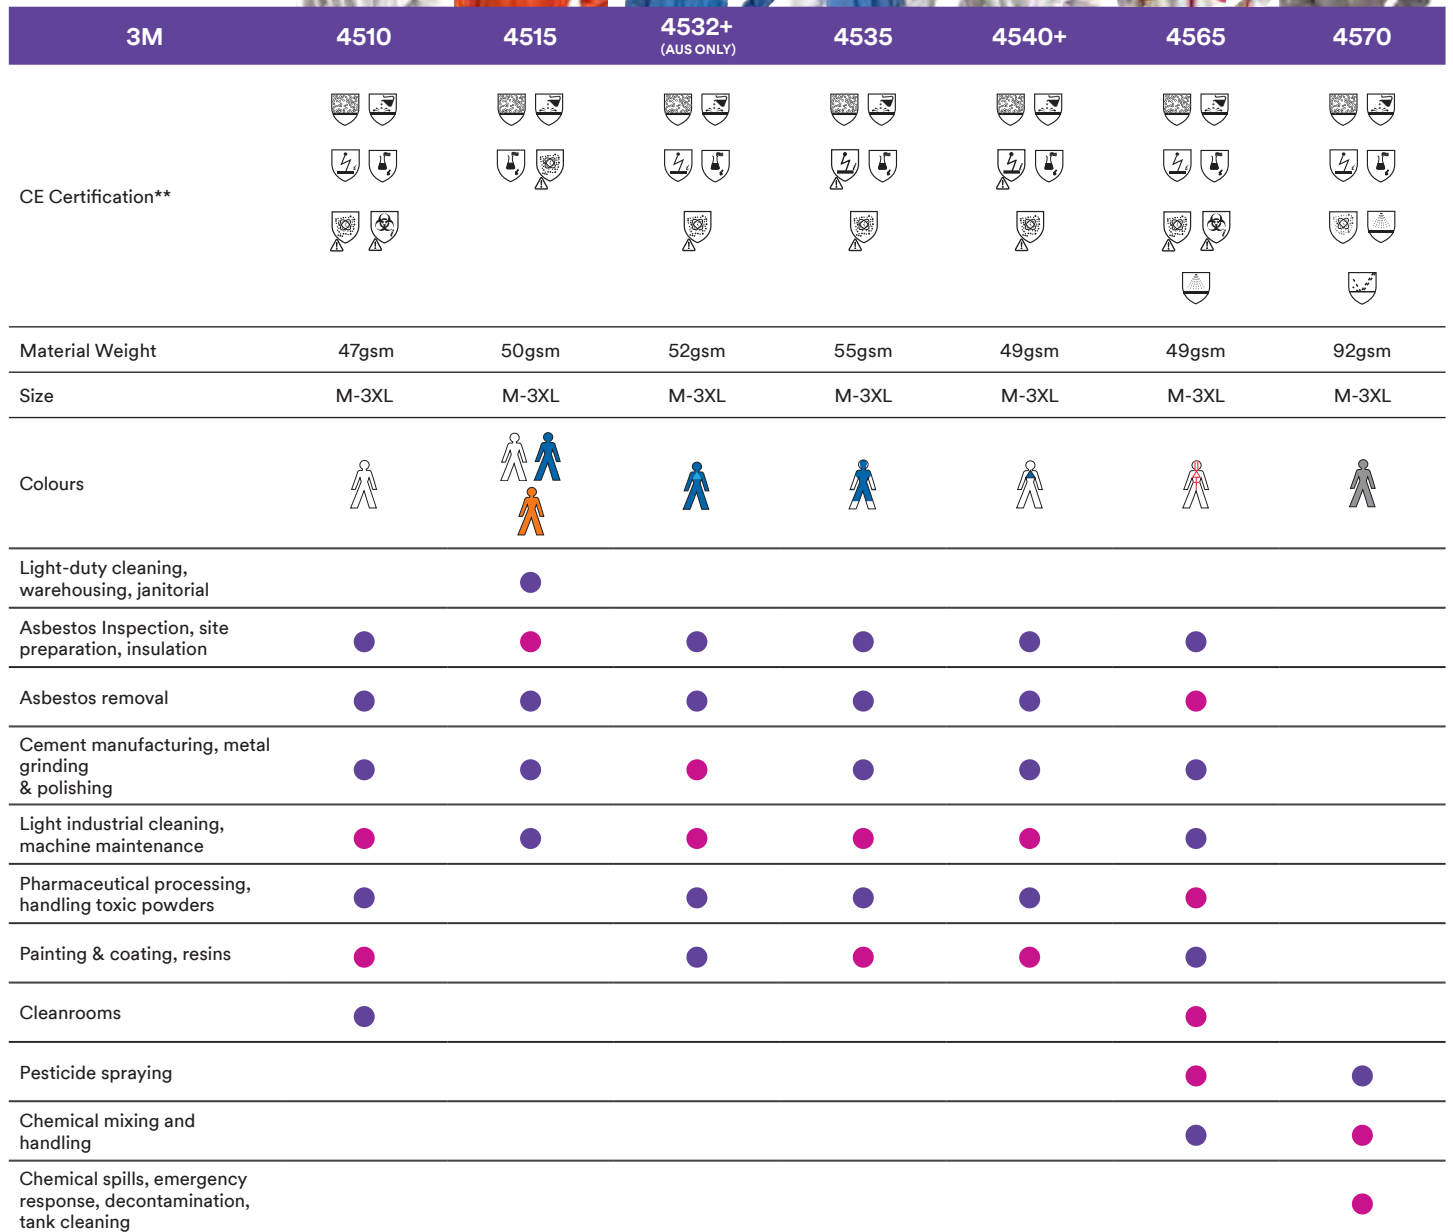 3M 4510 4515 4532+ 4535 4540+ 4565 4570
(AUS ONLY)
CE Certification**
Material Weight 47gsm 50gsm 52gsm 55gsm 49gsm 49gsm 92gsm
Size M-3XL M-3XL M-3XL M-3XL M-3XL M-3XL M-3XL
Colours
Light-duty cleaning,
warehousing, janitorial
Asbestos Inspection, site
preparation, insulation
Asbestos removal
Cement manufacturing, metal
grinding
& polishing
Light industrial cleaning,
machine maintenance
Pharmaceutical processing,
handling toxic powders
Painting & coating, resins
Cleanrooms
Pesticide spraying
Chemical mixing and
handling
Chemical spills, emergency
response, decontamination,
tank cleaning